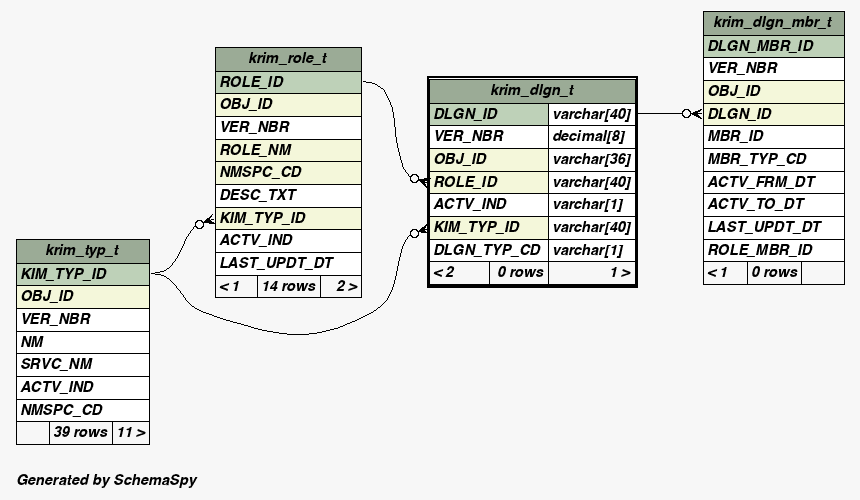 krim_typ_t
KIM_TYP_ID
OBJ_ID
VER_NBR
NM
SRVC_NM
ACTV_IND
NMSPC_CD
39 rows 11 >
krim_role_t
ROLE_ID
OBJ_ID
VER_NBR
ROLE_NM
NMSPC_CD
DESC_TXT
KIM_TYP_ID
ACTV_IND
LAST_UPDT_DT
< 1 14 rows 2 >
krim_dlgn_t
DLGN_ID varchar[40]
VER_NBR decimal[8]
OBJ_ID varchar[36]
ROLE_ID varchar[40]
ACTV_IND varchar[1]
KIM_TYP_ID varchar[40]
DLGN_TYP_CD varchar[1]
< 2 0 rows 1 >
krim_dlgn_mbr_t
DLGN_MBR_ID
VER_NBR
OBJ_ID
DLGN_ID
MBR_ID
MBR_TYP_CD
ACTV_FRM_DT
ACTV_TO_DT
LAST_UPDT_DT
ROLE_MBR_ID
< 1 0 rows
Generated by SchemaSpy